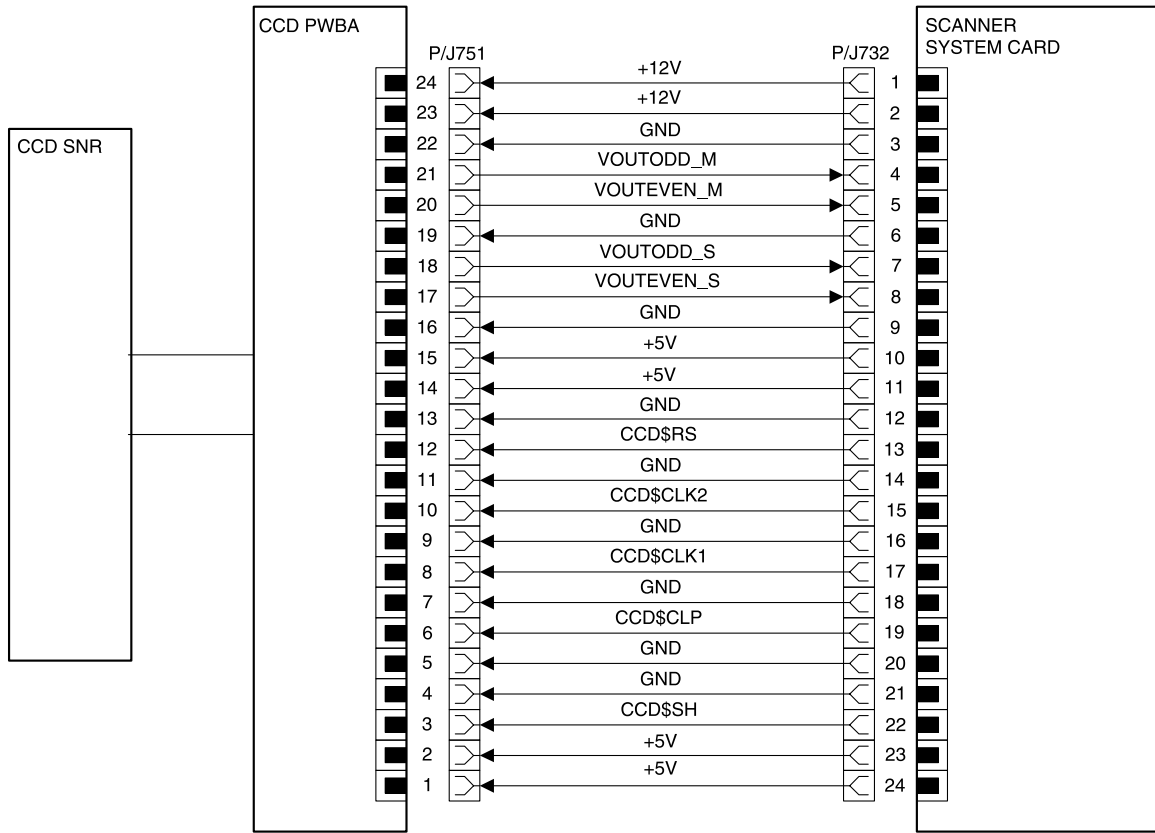 CCD PWBA
SCANNER
SYSTEM CARD
P/J751
P/J732
CCD SNR
24 +12V 1
23 +12V 2
22 GND 3
21 VOUTODD_M 4
20 VOUTEVEN_M 5
19 GND 6
18 VOUTODD_S 7
17 VOUTEVEN_S 8
16 GND 9
15 +5V 10
14 +5V 11
13 GND 12
12 CCD$RS 13
11 GND 14
10 CCD$CLK2 15
9 GND 16
8 CCD$CLK1 17
7 GND 18
6 CCD$CLP 19
5 GND 20
4 GND 21
3 CCD$SH 22
2 +5V 23
1 +5V 24